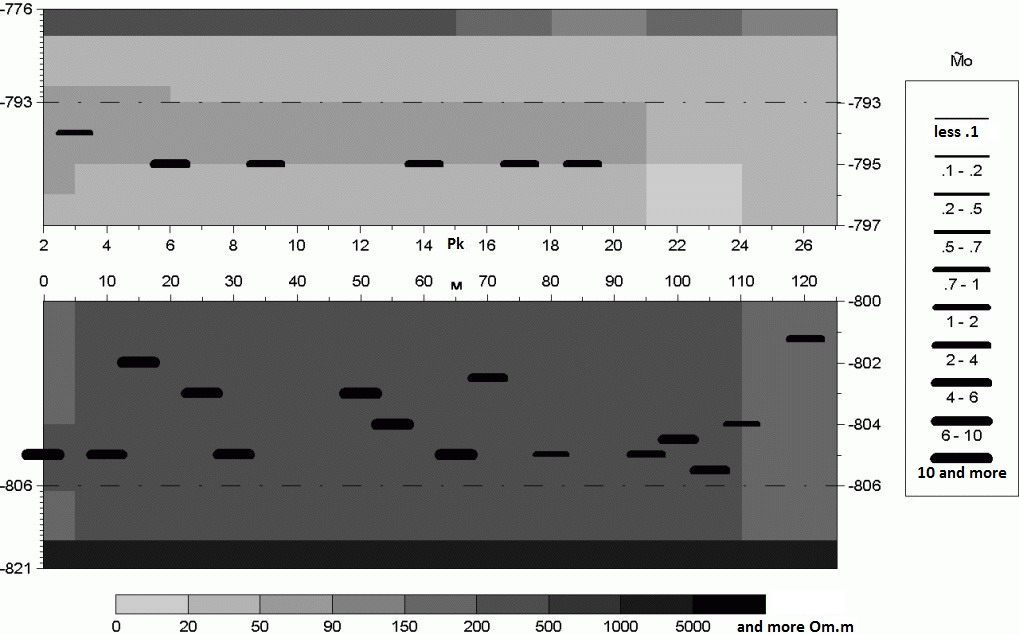 -776
-793 -793
-795
-797
2 4 6 8 10 12 14 Pk 16 18 20 22 24 26
0 10 20 30 40 50 60 м 70 80 90 100 110 120
-800
-802
-804
-806 -806
-821
M̃o
less .1
.1 - .2
.2 - .5
.5 - .7
.7 - 1
1 - 2
2 - 4
4 - 6
6 - 10
10 and more
0 20 50 90 150 200 500 1000 5000 and more Om.m